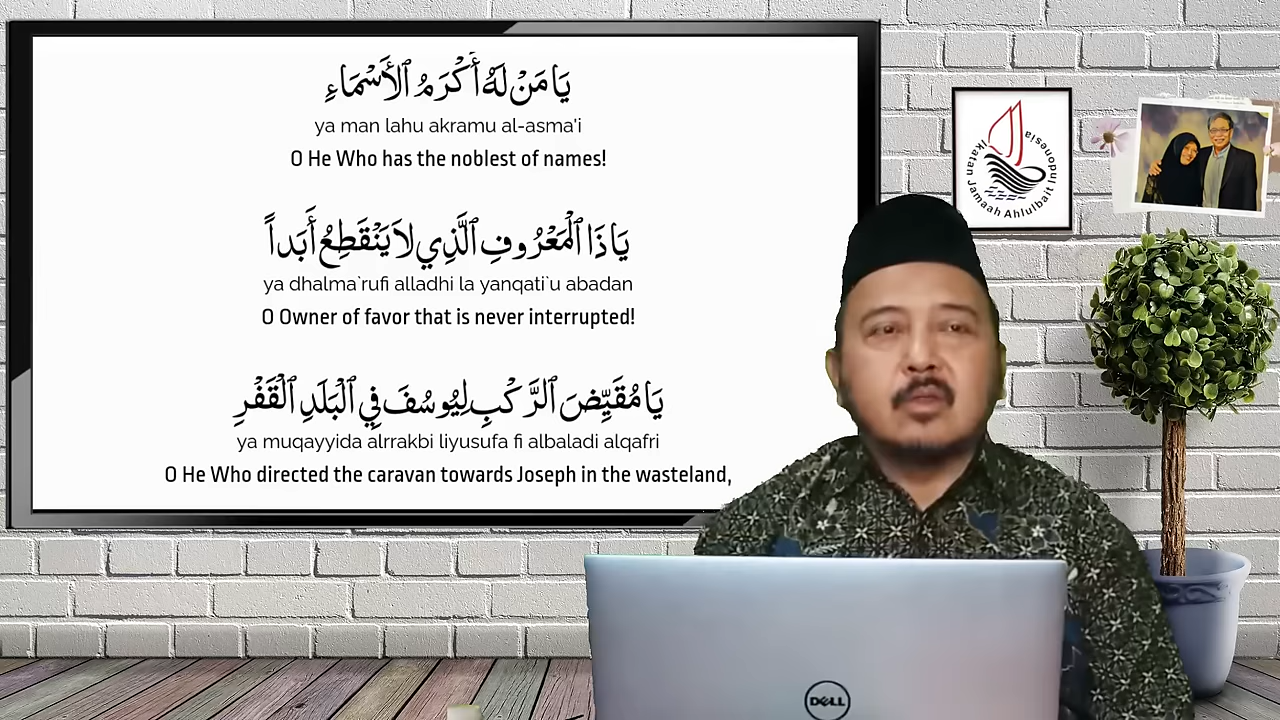 يَا مَنْ لَهُ أَكْرَمُ ٱلأَسْمَاءِ
ya man lahu akramu al-asma'i
O He Who has the noblest of names!
يَا ذَا ٱلْمَعْرُوفِ ٱلَّذِي لاَ يَنْقَطِعُ أَبَداً
ya dhalma`rufi alladhi la yanqati`u abadan
O Owner of favor that is never interrupted!
يَا مُقَيِّضَ ٱلرَّكْبِ لِيُوسُفَ فِي ٱلْبَلَدِ ٱلْقَفْرِ
ya muqayyida alrrakbi liyusufa fi albaladi alqafri
O He Who directed the caravan towards Joseph in the wasteland,
Ikatan Jamaah Ahlulbait Indonesia
DELL